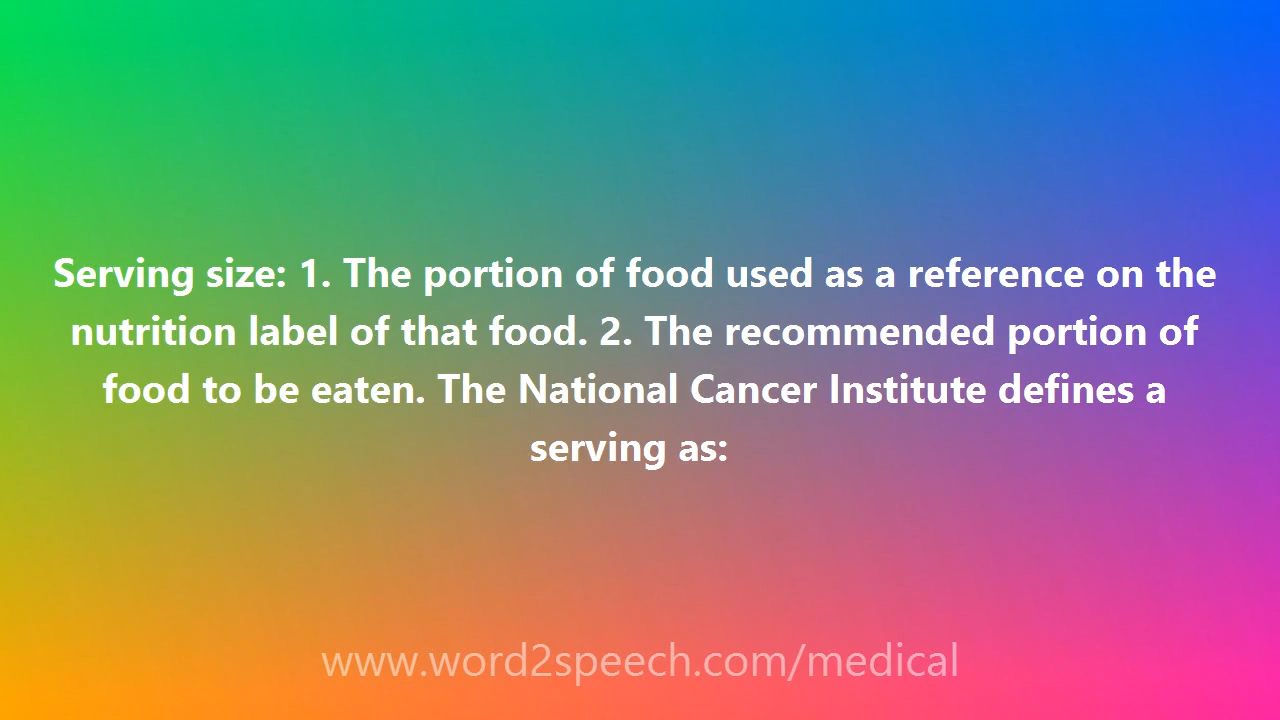 Serving size: 1. The portion of food used as a reference on the
nutrition label of that food. 2. The recommended portion of
food to be eaten. The National Cancer Institute defines a
serving as:
www.word2speech.com/medical